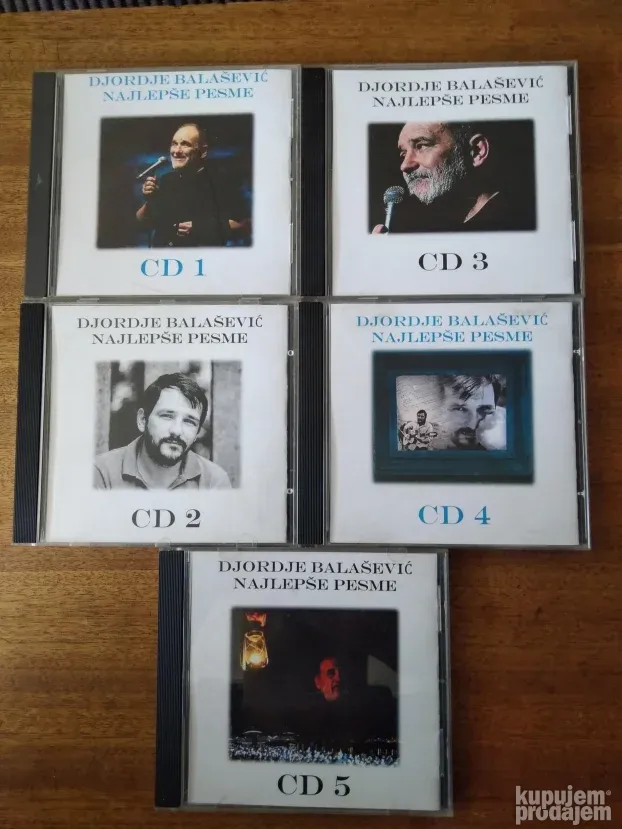 DJORDJE BALAŠEVIĆ
NAJLEPŠE PESME
CD 1
DJORDJE BALAŠEVIĆ
NAJLEPŠE PESME
CD 3
DJORDJE BALAŠEVIĆ
NAJLEPŠE PESME
CD 2
DJORDJE BALAŠEVIĆ
NAJLEPŠE PESME
CD 4
DJORDJE BALAŠEVIĆ
NAJLEPŠE PESME
CD 5
kupujem
prodajem